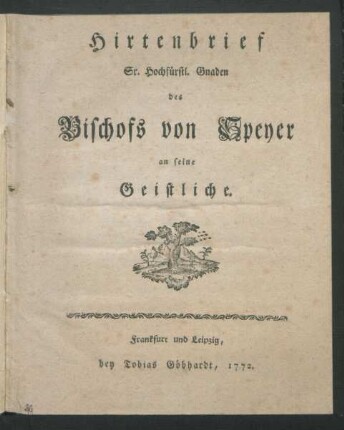 Hirtenbrief
Sr. Hochfürstl. Gnaden
des
Bischofs von Speyer
an seine
Geistliche.
Frankfurt und Leipzig,
bey Tobias Göbhardt, 1772.